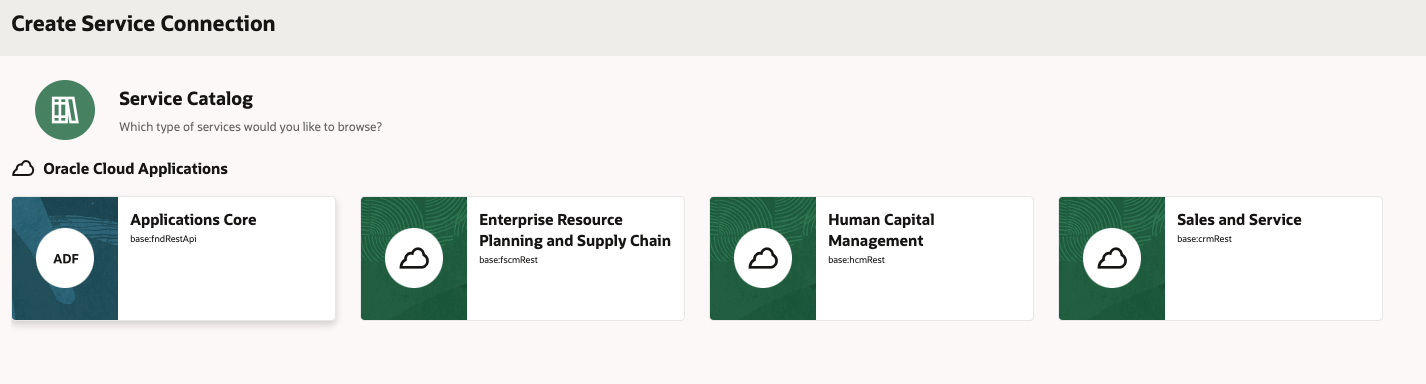 Create Service Connection
Service Catalog
Which type of services would you like to browse?
Oracle Cloud Applications
ADF
Applications Core
base:fndRestApi
Enterprise Resource
Planning and Supply Chain
base:fscmRest
Human Capital
Management
base:hcmRest
Sales and Service
base:crmRest